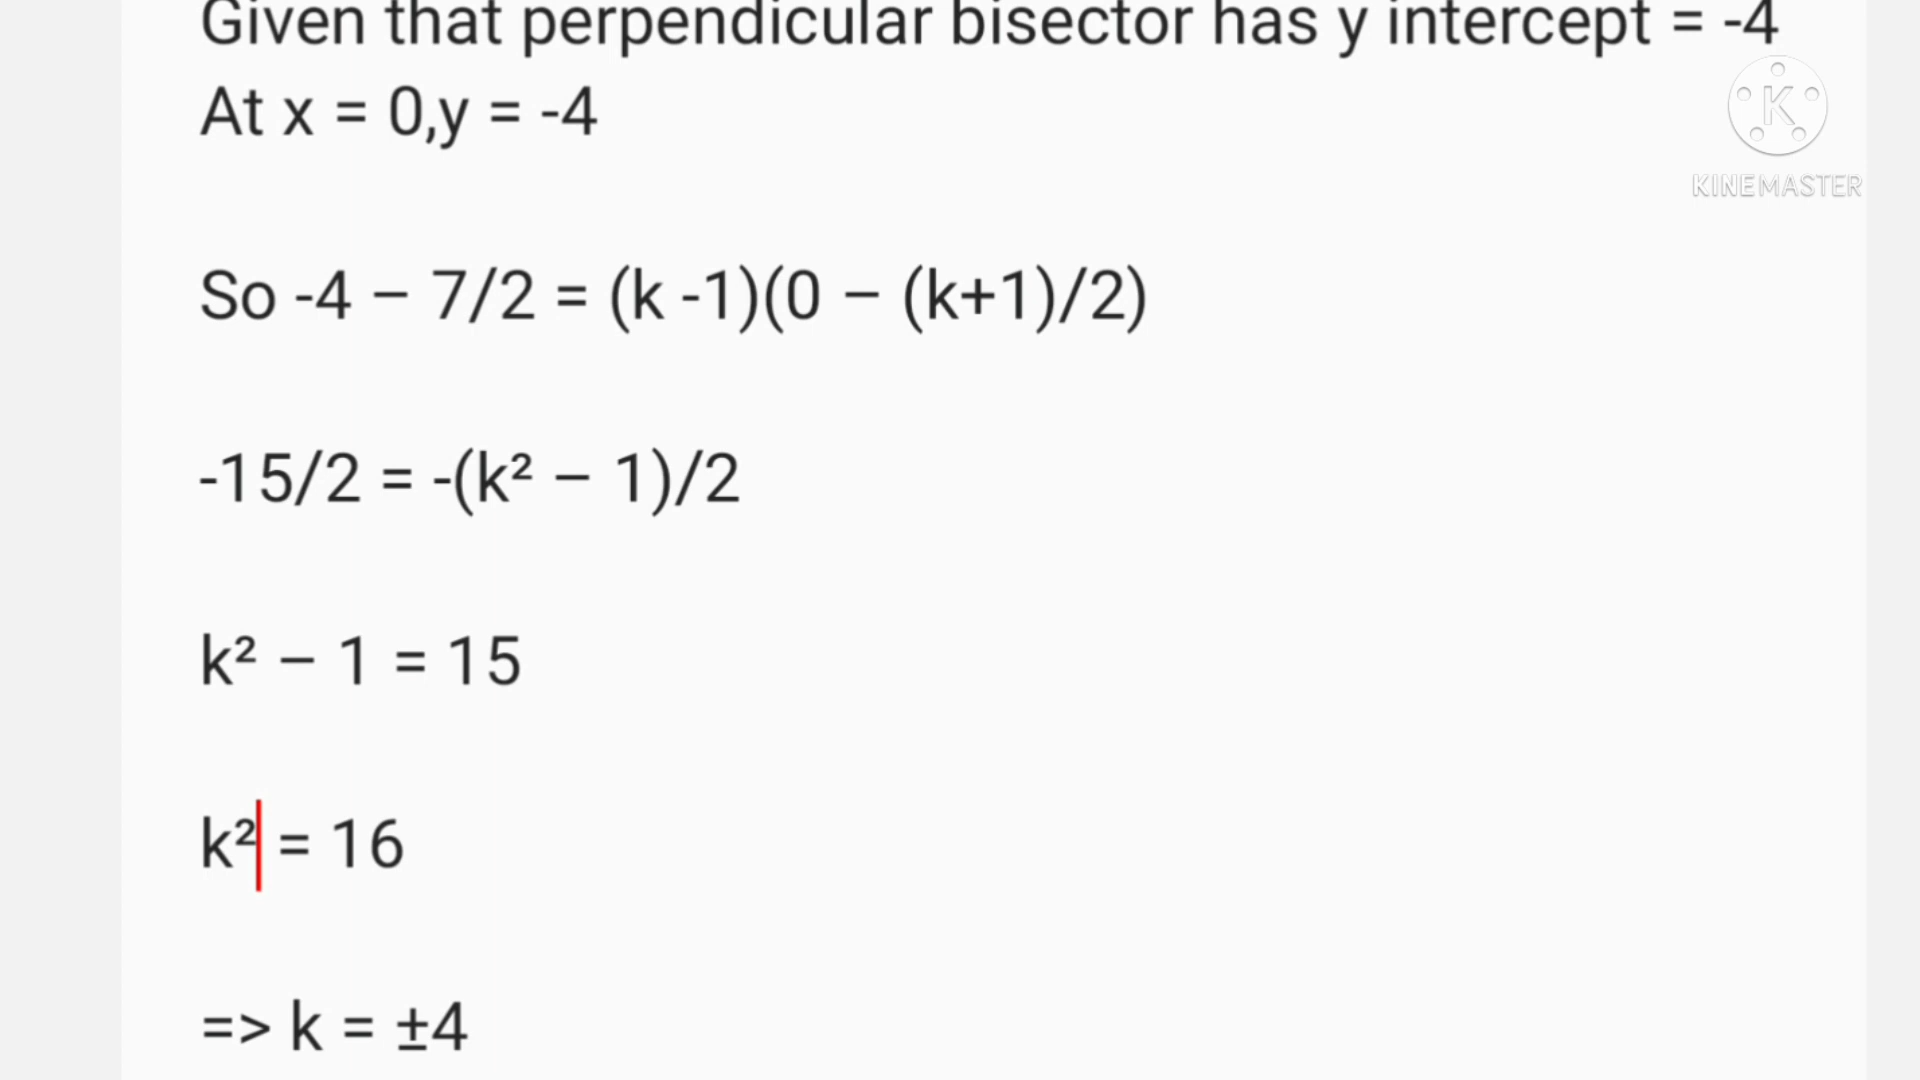 Given that perpendicular bisector has y intercept = -4
At x = 0,y = -4
K
KINEMASTER
So -4 – 7/2 = (k -1)(0 – (k+1)/2)
-15/2 = -(k² – 1)/2
k² – 1 = 15
k² = 16
=> k = ±4